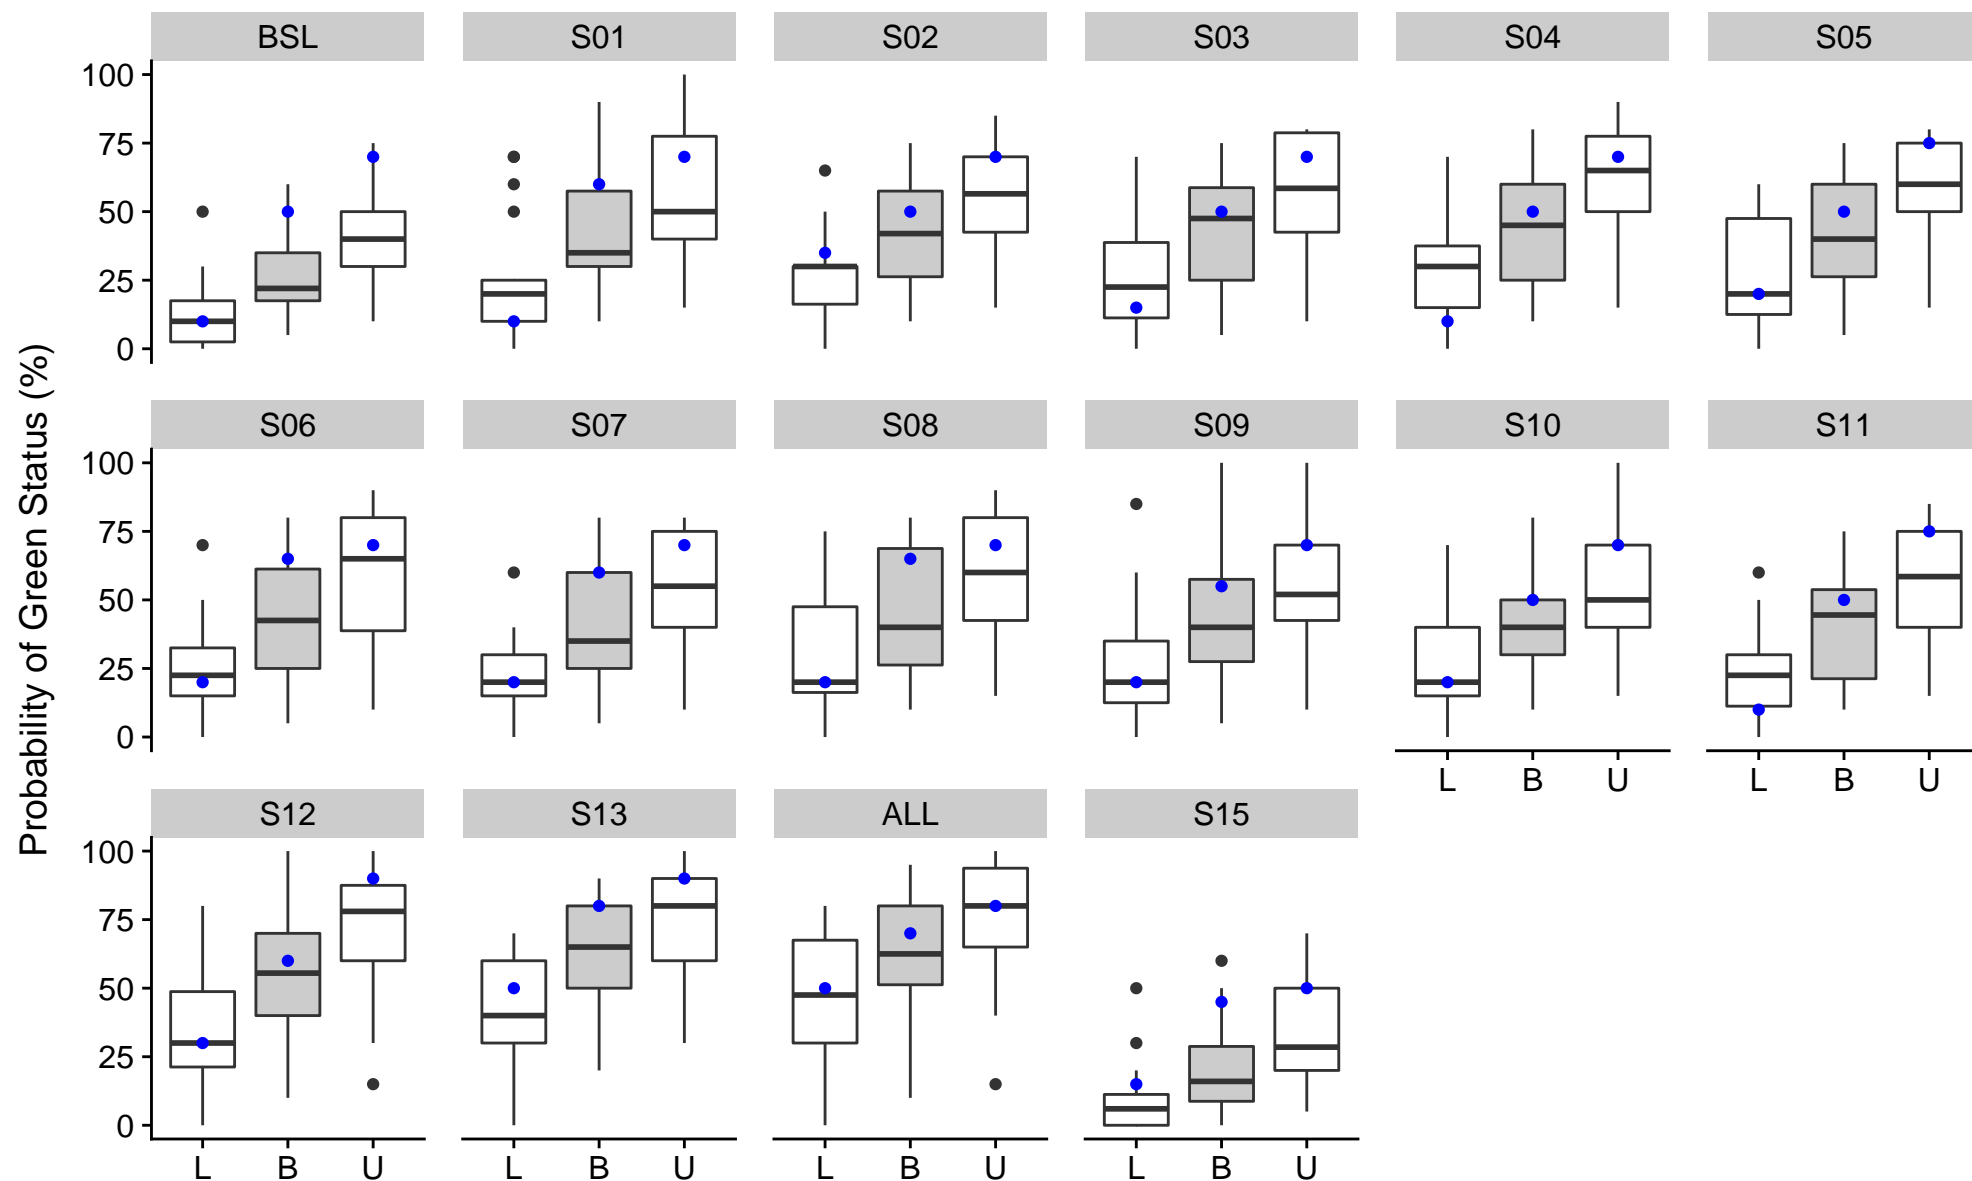 BSL S01 S02 S03 S04 S05
100
75
50
25
0
Probability of Green Status (%)
S06 S07 S08 S09 S10 S11
100
75
50
25
0
L B U L B U
S12 S13 ALL S15
100
75
50
25
0
L B U L B U L B U L B U